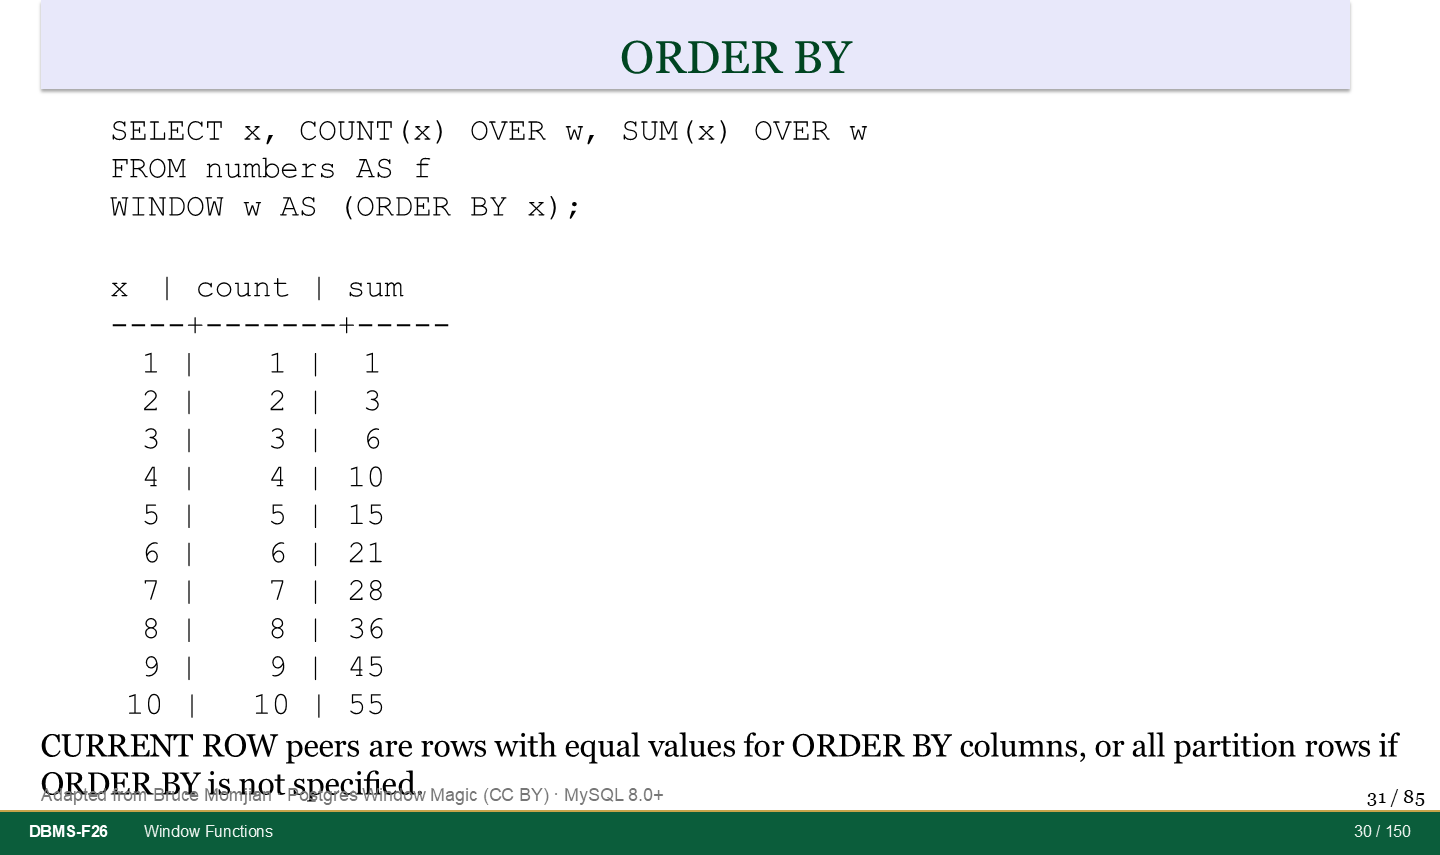 ORDER BY
SELECT x, COUNT(x) OVER w, SUM(x) OVER w
FROM numbers AS f
WINDOW w AS (ORDER BY x);
x | count | sum
----+-------+-----
1 | 1 | 1
2 | 2 | 3
3 | 3 | 6
4 | 4 | 10
5 | 5 | 15
6 | 6 | 21
7 | 7 | 28
8 | 8 | 36
9 | 9 | 45
10 | 10 | 55
CURRENT ROW peers are rows with equal values for ORDER BY columns, or all partition rows if
ORDER BY is not specified.
Adapted from Bruce Momjian · Postgres Window Magic (CC BY) · MySQL 8.0+
31 / 85
DBMS-F26 Window Functions 30 / 150